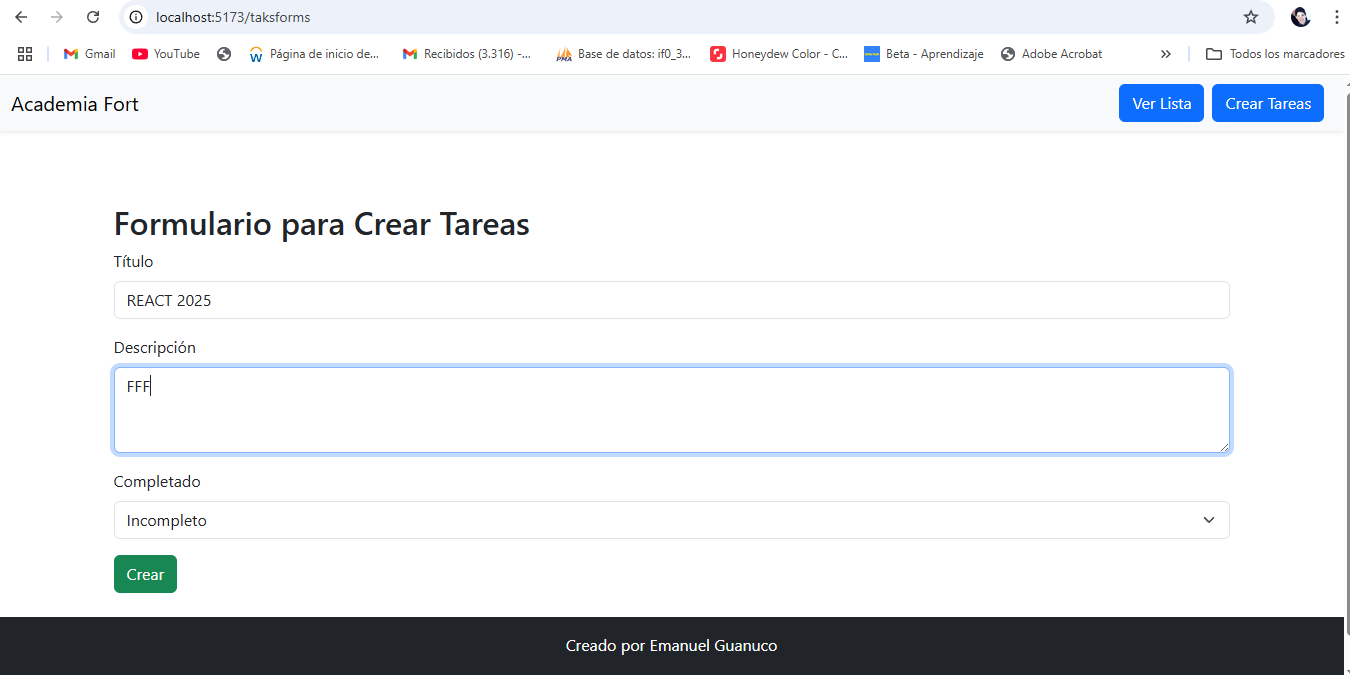 localhost:5173/taksforms
Gmail YouTube Página de inicio de... Recibidos (3.316) -... Base de datos: if0_3... Honeydew Color - C... Beta - Aprendizaje Adobe Acrobat » Todos los marcadores
Academia Fort Ver Lista Crear Tareas
Formulario para Crear Tareas
Título
REACT 2025
Descripción
FFF
Completado
Incompleto
Crear
Creado por Emanuel Guanuco